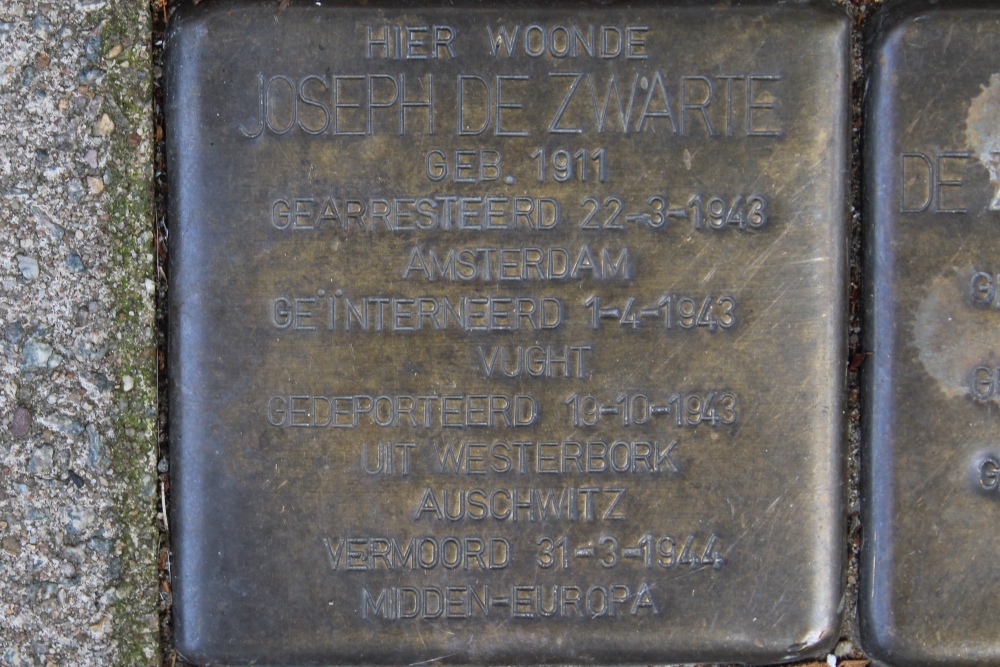 HIER WOONDE
JOSEPH DE ZWARTE
GEB. 1911
GEARRESTEERD 22-3-1943
AMSTERDAM
GEÏNTERNEERD 1-4-1943
VUGHT
GEDEPORTEERD 19-10-1943
UIT WESTERBORK
AUSCHWITZ
VERMOORD 31-3-1944
MIDDEN-EUROPA
DE